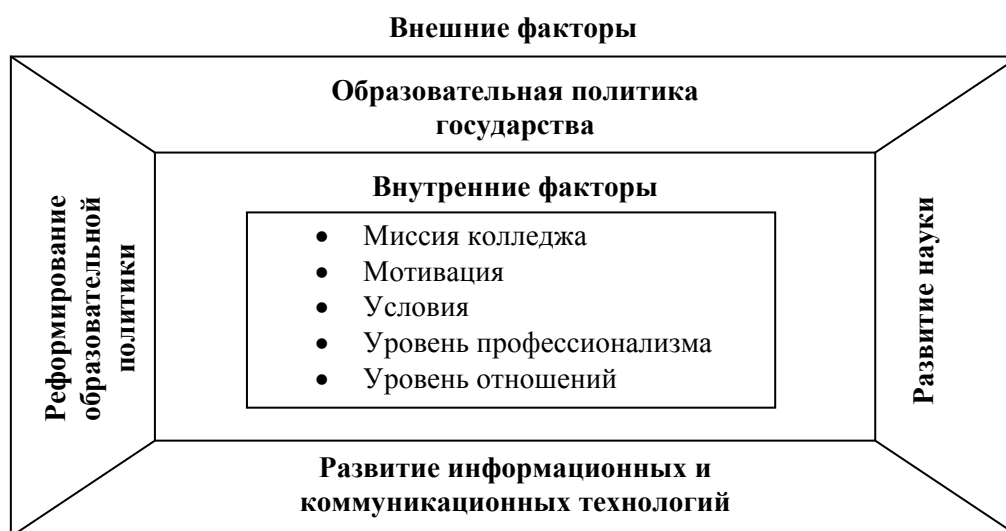 Внешние факторы
Образовательная политика
государства
Реформирование
образовательной
политики
Внутренние факторы
• Миссия колледжа
• Мотивация
• Условия
• Уровень профессионализма
• Уровень отношений
Развитие науки
Развитие информационных и
коммуникационных технологий